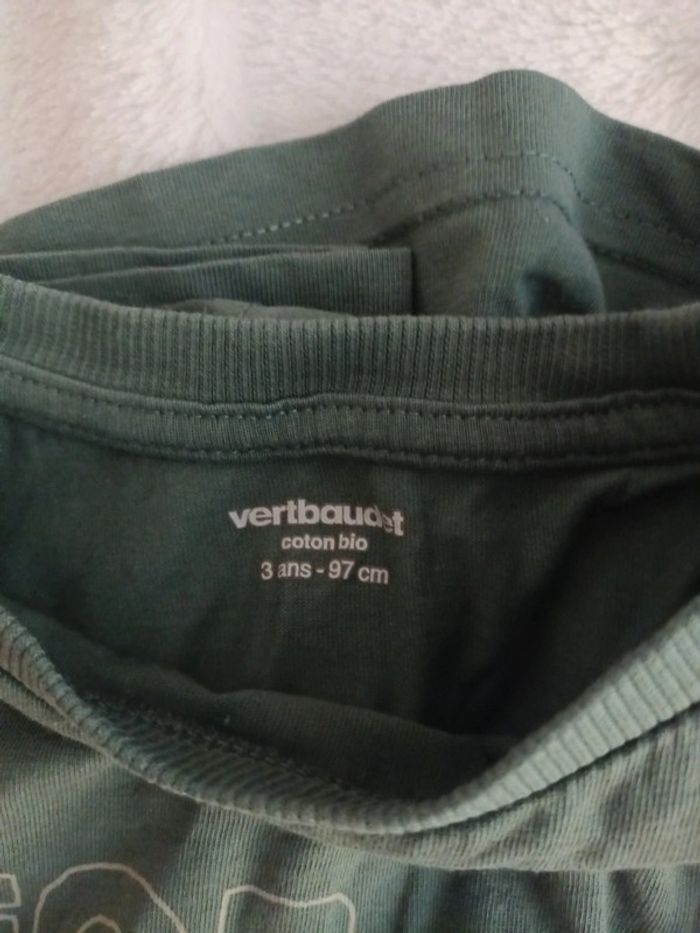 vertbaudet
coton bio
3 ans - 97 cm